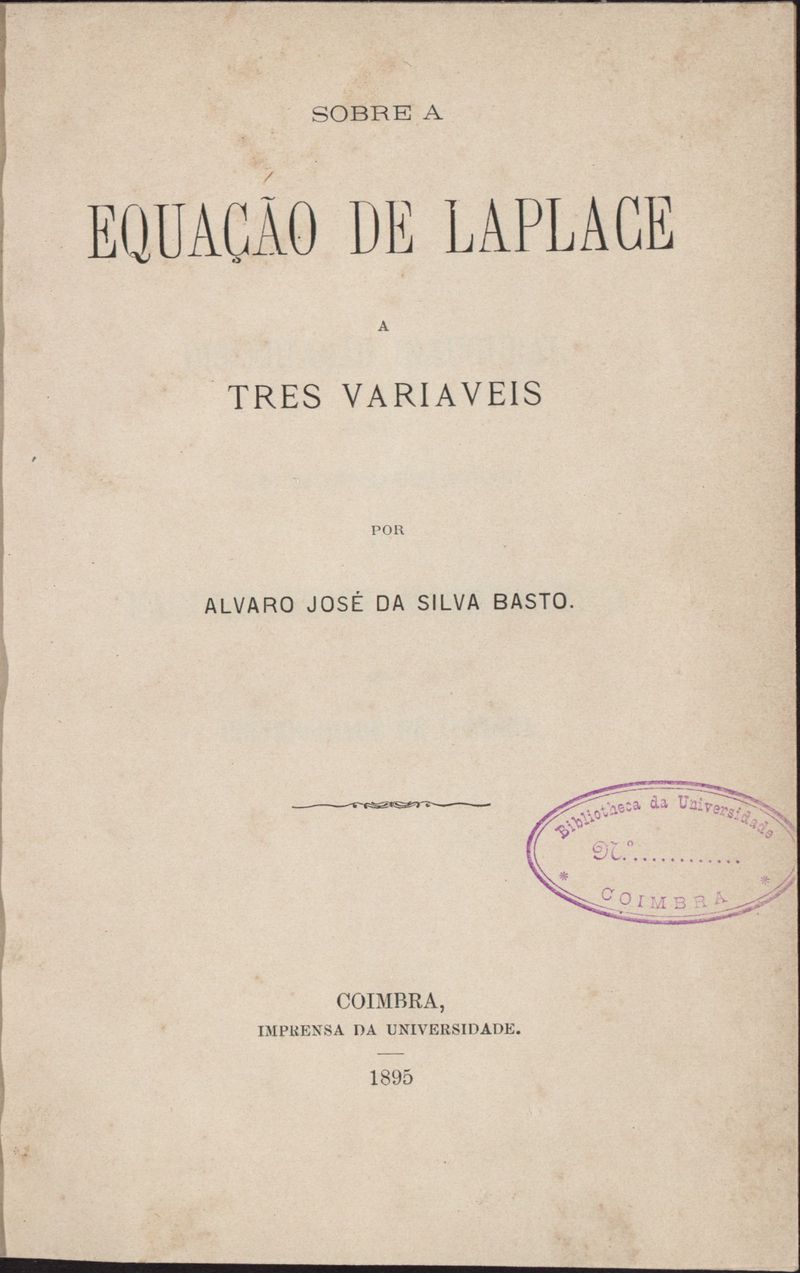 SOBRE A
EQUAÇÃO DE LAPLACE
A
TRES VARIAVEIS
POR
ALVARO JOSÉ DA SILVA BASTO.
Bibliotheca da Universidade
N.º.............
* COIMBRA *
COIMBRA,
IMPRENSA DA UNIVERSIDADE.
1895